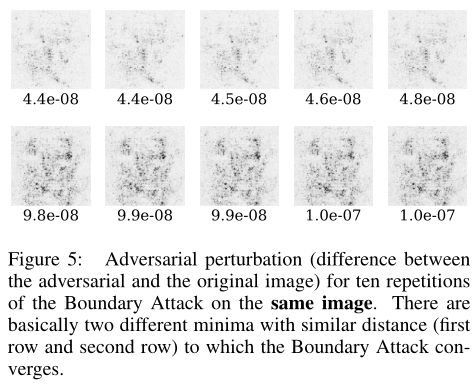 4.4e-08 4.4e-08 4.5e-08 4.6e-08 4.8e-08
9.8e-08 9.9e-08 9.9e-08 1.0e-07 1.0e-07
Figure 5: Adversarial perturbation (difference between
the adversarial and the original image) for ten repetitions
of the Boundary Attack on the same image. There are
basically two different minima with similar distance (first
row and second row) to which the Boundary Attack con-
verges.